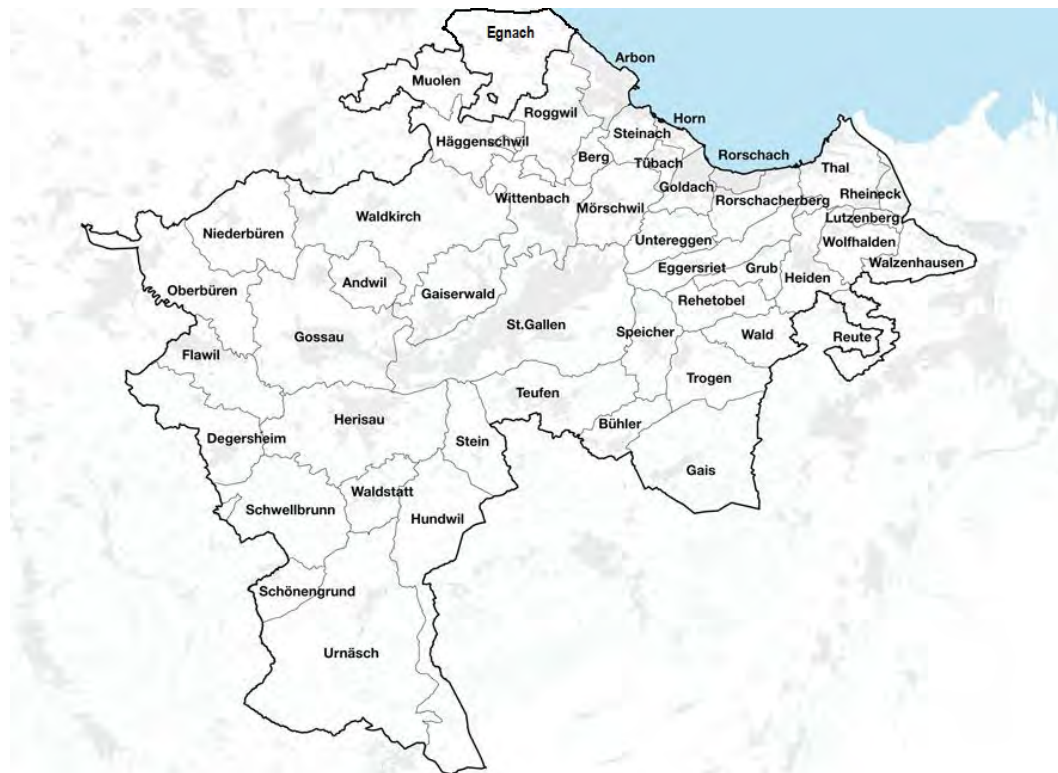 Egnach
Arbon
Muolen
Roggwil
Horn
Steinach
Häggenschwil
Berg
Tübach
Rorschach
Thal
Goldach
Wittenbach
Mörschwil
Rorschacherberg
Rheineck
Waldkirch
Lutzenberg
Niederbüren
Untereggen
Wolfhalden
Walzenhausen
Eggersriet
Grub
Heiden
Andwil
Oberbüren
Gaiserwald
Rehetobel
St.Gallen
Speicher
Wald
Gossau
Reute
Flawil
Trogen
Teufen
Herisau
Bühler
Degersheim
Stein
Gais
Waldstatt
Schwellbrunn
Hundwil
Schönengrund
Urnäsch